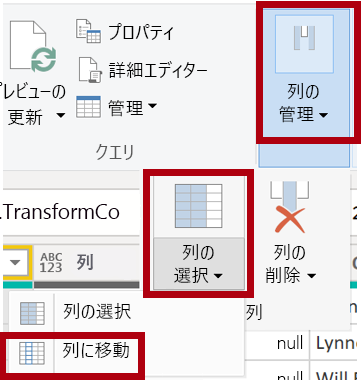 プロパティ
詳細エディター
プレビューの
更新
管理
列の
管理
クエリ
.TransformCo
ABC
123
列
列の
選択
列の
削除
列
列の選択
列に移動
null
Lynn
null
Will